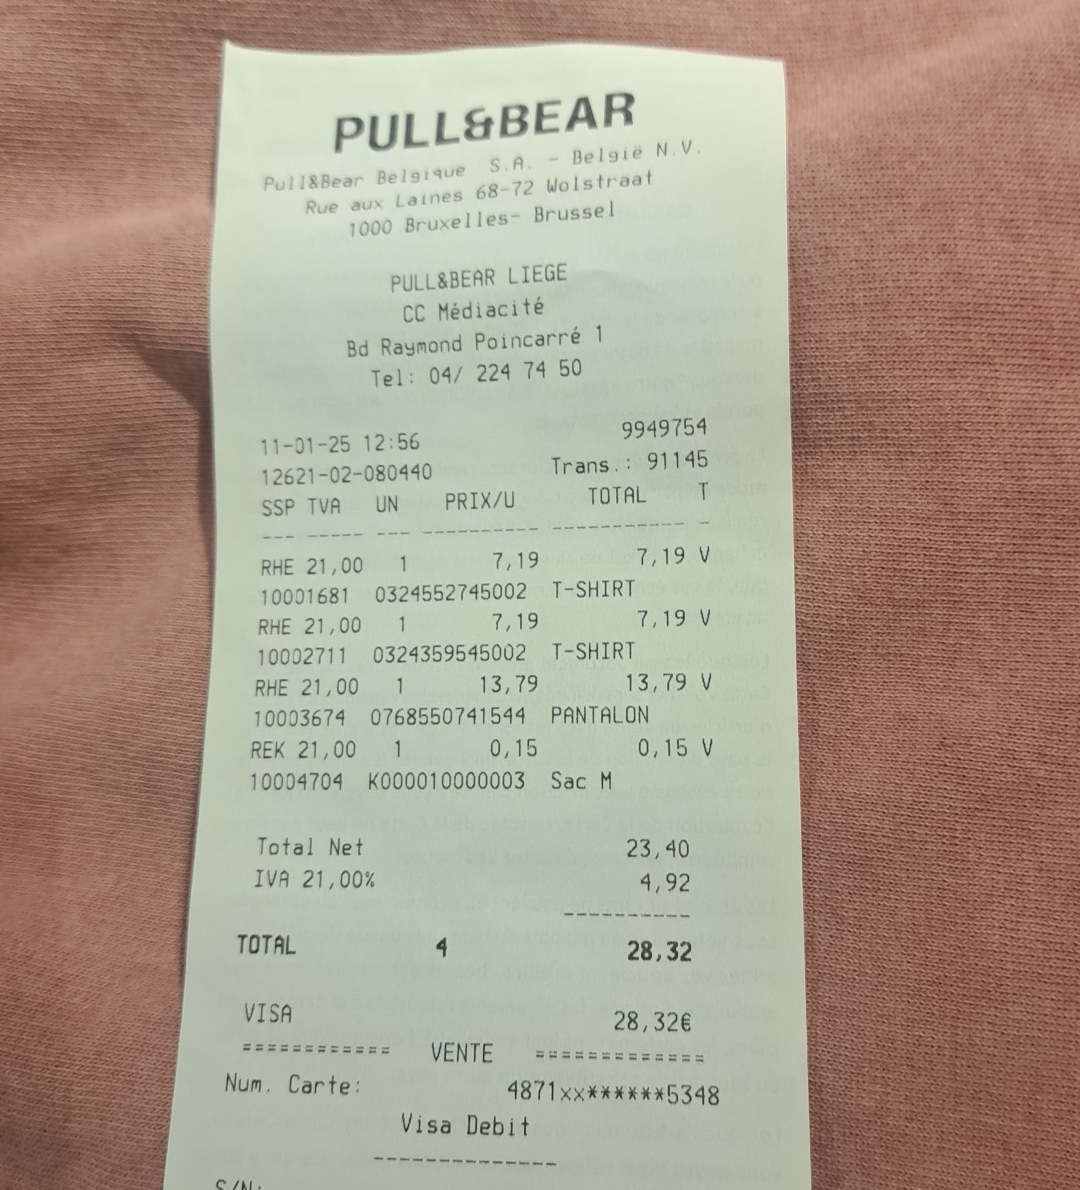 PULL&BEAR
Pull&Bear Belgique S.A. - België N.V.
Rue aux Laines 68-72 Wolstraat
1000 Bruxelles- Brussel
PULL&BEAR LIEGE
CC Médiacité
Bd Raymond Poincarré 1
Tel: 04/ 224 74 50
11-01-25 12:56 9949754
12621-02-080440 Trans.: 91145
SSP TVA UN PRIX/U TOTAL T
--- ----- --- ---------- ----------- -
RHE 21,00 1 7,19 7,19 V
10001681 0324552745002 T-SHIRT
RHE 21,00 1 7,19 7,19 V
10002711 0324359545002 T-SHIRT
RHE 21,00 1 13,79 13,79 V
10003674 0768550741544 PANTALON
REK 21,00 1 0,15 0,15 V
10004704 K000010000003 Sac M
Total Net 23,40
IVA 21,00% 4,92
----------
TOTAL 4 28,32
VISA 28,32€
============ VENTE =============
Num. Carte: 4871xx******5348
Visa Debit
--------------
S/N: